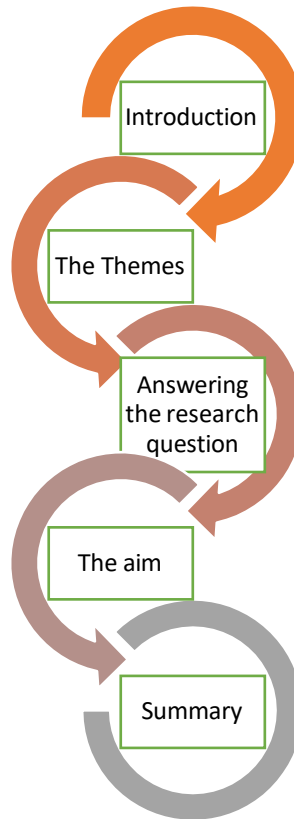 Introduction
The Themes
Answering
the research
question
The aim
Summary